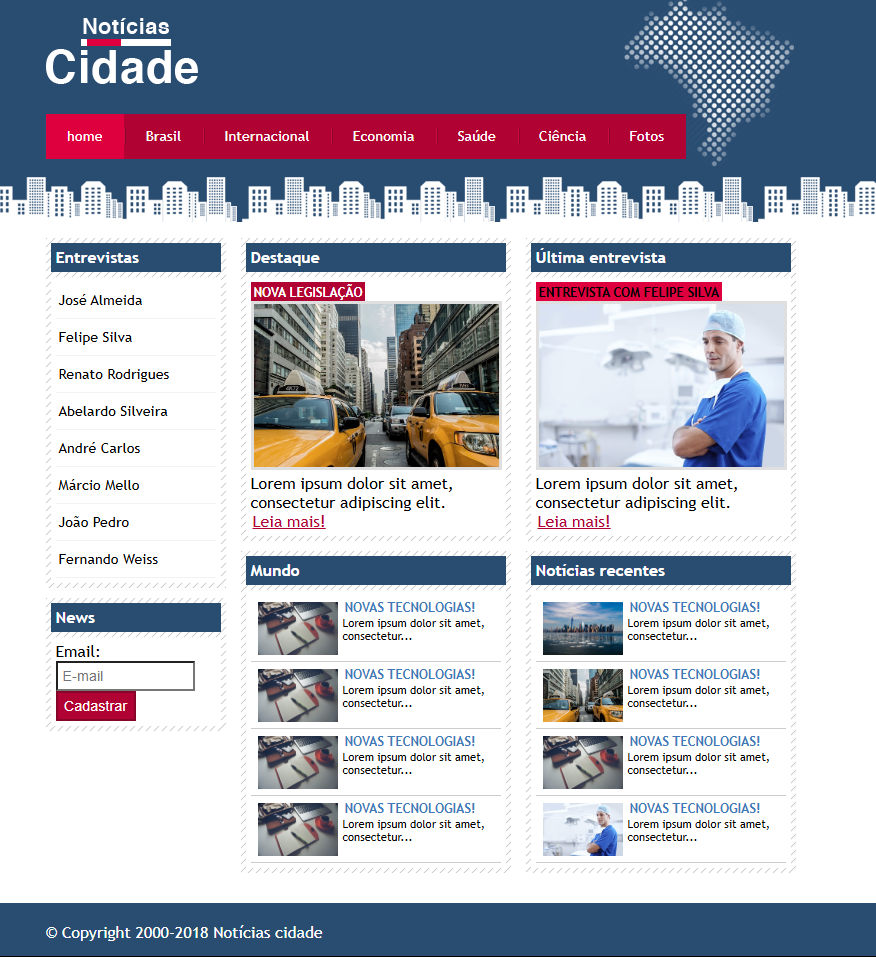 Notícias
Cidade
home Brasil Internacional Economia Saúde Ciência Fotos
Entrevistas
José Almeida
Felipe Silva
Renato Rodrigues
Abelardo Silveira
André Carlos
Márcio Mello
João Pedro
Fernando Weiss
News
Email:
E-mail
Cadastrar
Destaque
NOVA LEGISLAÇÃO
Lorem ipsum dolor sit amet,
consectetur adipiscing elit.
Leia mais!
Última entrevista
ENTREVISTA COM FELIPE SILVA
Lorem ipsum dolor sit amet,
consectetur adipiscing elit.
Leia mais!
Mundo
NOVAS TECNOLOGIAS!
Lorem ipsum dolor sit amet,
consectetur...
NOVAS TECNOLOGIAS!
Lorem ipsum dolor sit amet,
consectetur...
NOVAS TECNOLOGIAS!
Lorem ipsum dolor sit amet,
consectetur...
NOVAS TECNOLOGIAS!
Lorem ipsum dolor sit amet,
consectetur...
Notícias recentes
NOVAS TECNOLOGIAS!
Lorem ipsum dolor sit amet,
consectetur...
NOVAS TECNOLOGIAS!
Lorem ipsum dolor sit amet,
consectetur...
NOVAS TECNOLOGIAS!
Lorem ipsum dolor sit amet,
consectetur...
NOVAS TECNOLOGIAS!
Lorem ipsum dolor sit amet,
consectetur...
© Copyright 2000-2018 Notícias cidade